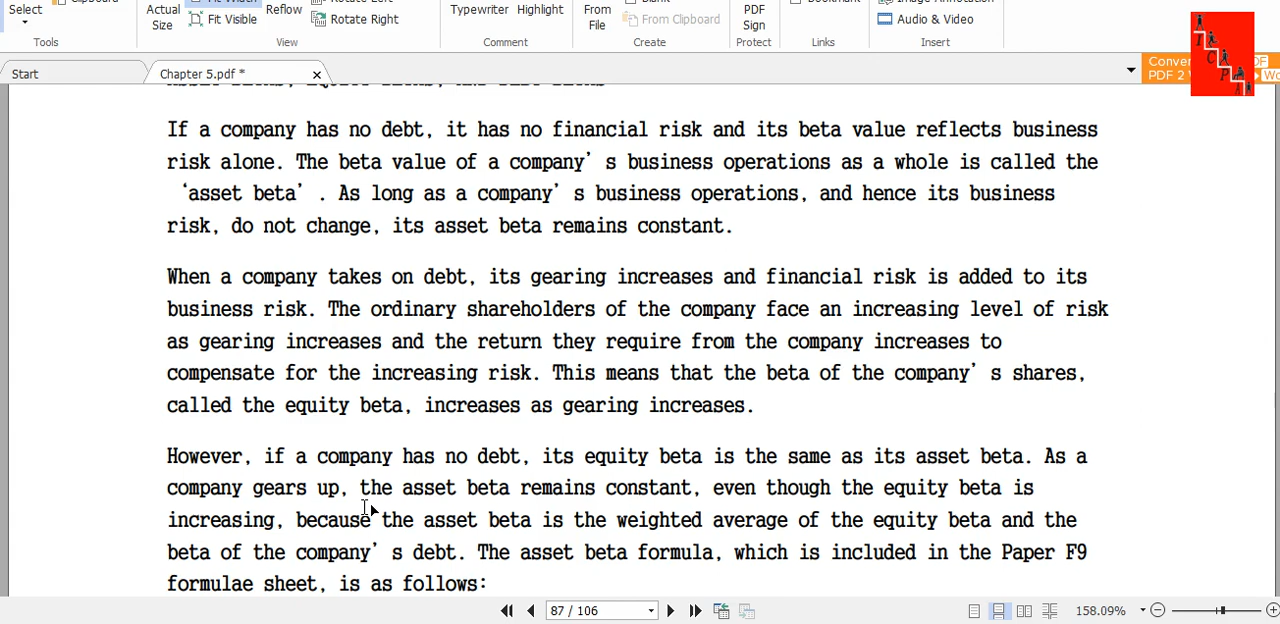 Select
Actual
Size
Fit Visible
Reflow
Rotate Right
Typewriter
Highlight
From
File
From Clipboard
PDF
Sign
Audio & Video
Tools
View
Comment
Create
Protect
Links
Insert
Start
Chapter 5.pdf *
Conver
PDF 2
If a company has no debt, it has no financial risk and its beta value reflects business
risk alone. The beta value of a company's business operations as a whole is called the
'asset beta'. As long as a company's business operations, and hence its business
risk, do not change, its asset beta remains constant.
When a company takes on debt, its gearing increases and financial risk is added to its
business risk. The ordinary shareholders of the company face an increasing level of risk
as gearing increases and the return they require from the company increases to
compensate for the increasing risk. This means that the beta of the company's shares,
called the equity beta, increases as gearing increases.
However, if a company has no debt, its equity beta is the same as its asset beta. As a
company gears up, the asset beta remains constant, even though the equity beta is
increasing, because the asset beta is the weighted average of the equity beta and the
beta of the company's debt. The asset beta formula, which is included in the Paper F9
formulae sheet, is as follows:
87 / 106
158.09%